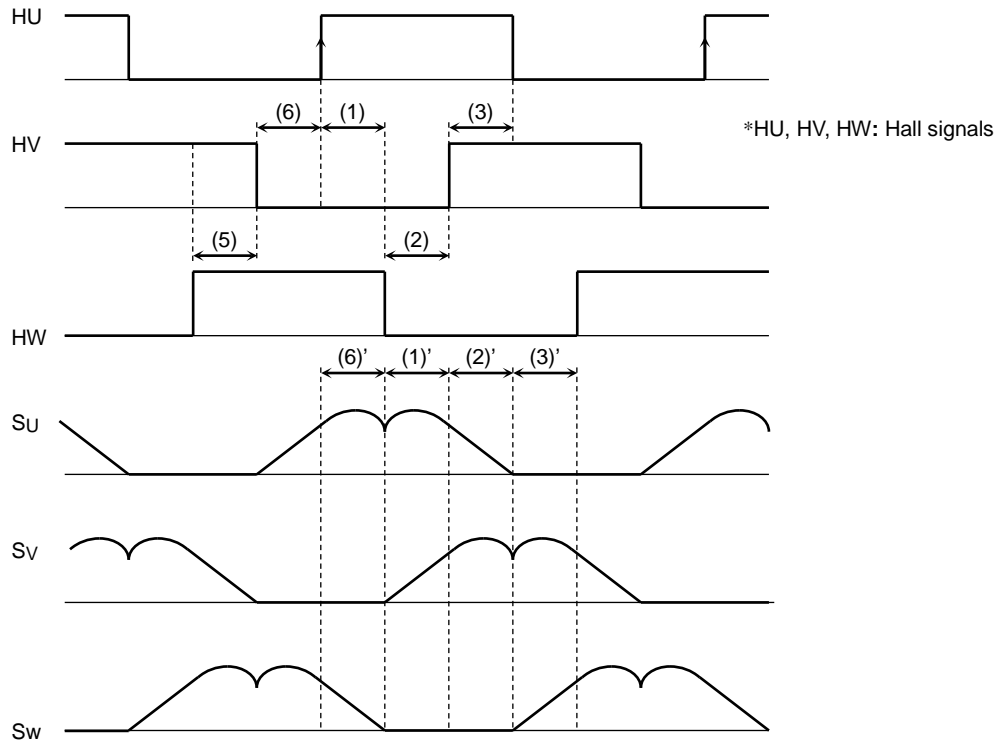 HU
(6) (1) (3)
*HU, HV, HW: Hall signals
HV
(5) (2)
HW
(6)’ (1)’ (2)’ (3)’
SU
SV
Sw